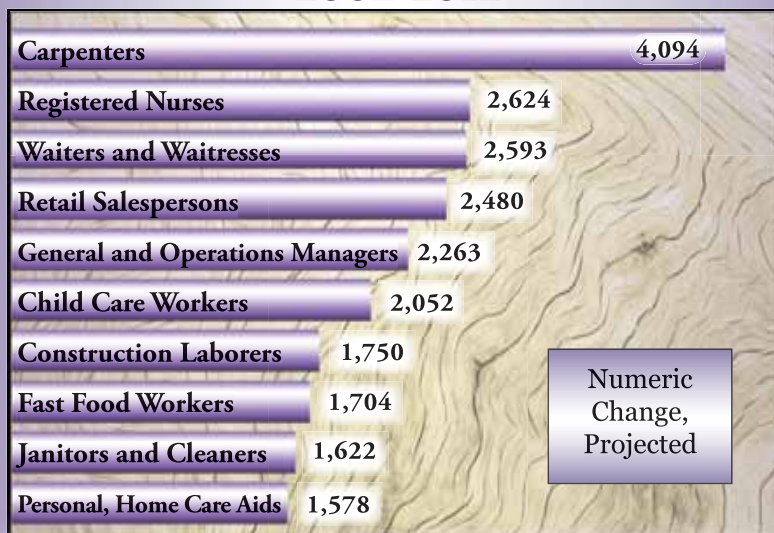 Carpenters 4,094
Registered Nurses 2,624
Waiters and Waitresses 2,593
Retail Salespersons 2,480
General and Operations Managers 2,263
Child Care Workers 2,052
Construction Laborers 1,750
Fast Food Workers 1,704
Janitors and Cleaners 1,622
Personal, Home Care Aids 1,578
Numeric
Change,
Projected